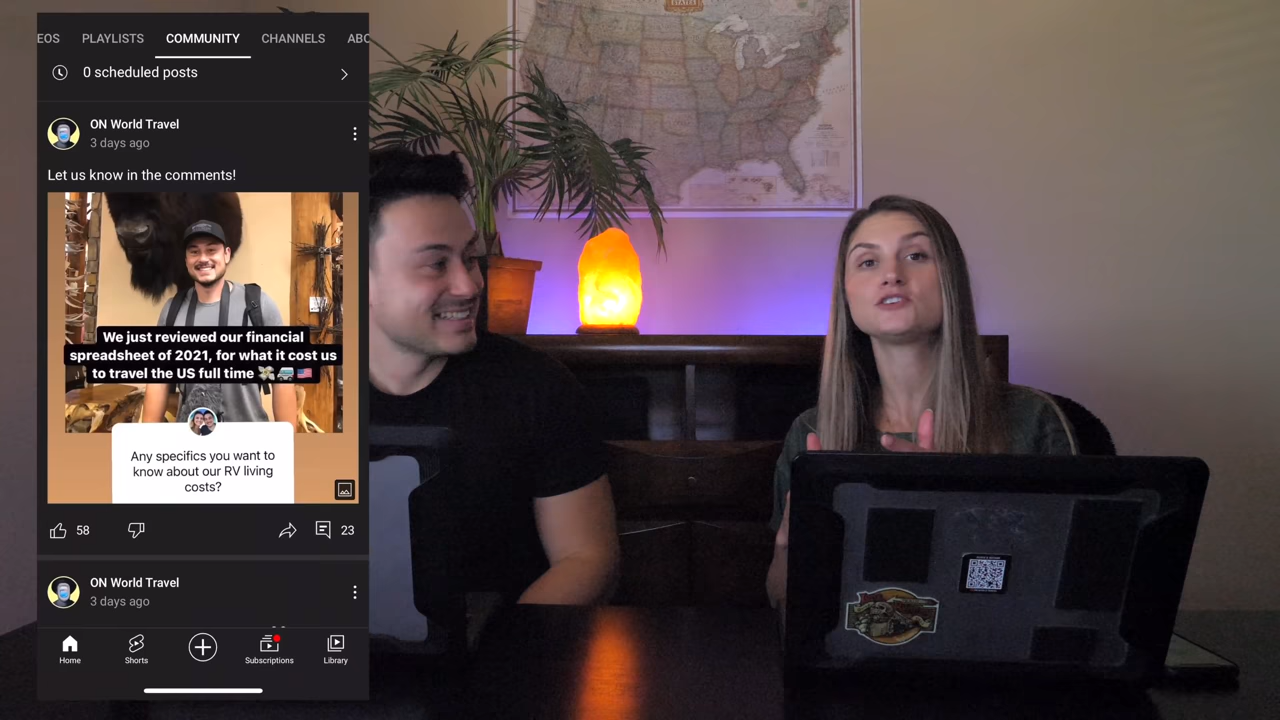 EOS PLAYLISTS COMMUNITY CHANNELS ABO
0 scheduled posts
ON World Travel
3 days ago
Let us know in the comments!
We just reviewed our financial
spreadsheet of 2021, for what it cost us
to travel the US full time 💸🚐🇺🇸
Any specifics you want to
know about our RV living
costs?
58
23
ON World Travel
3 days ago
Home Shorts Subscriptions Library
STATES